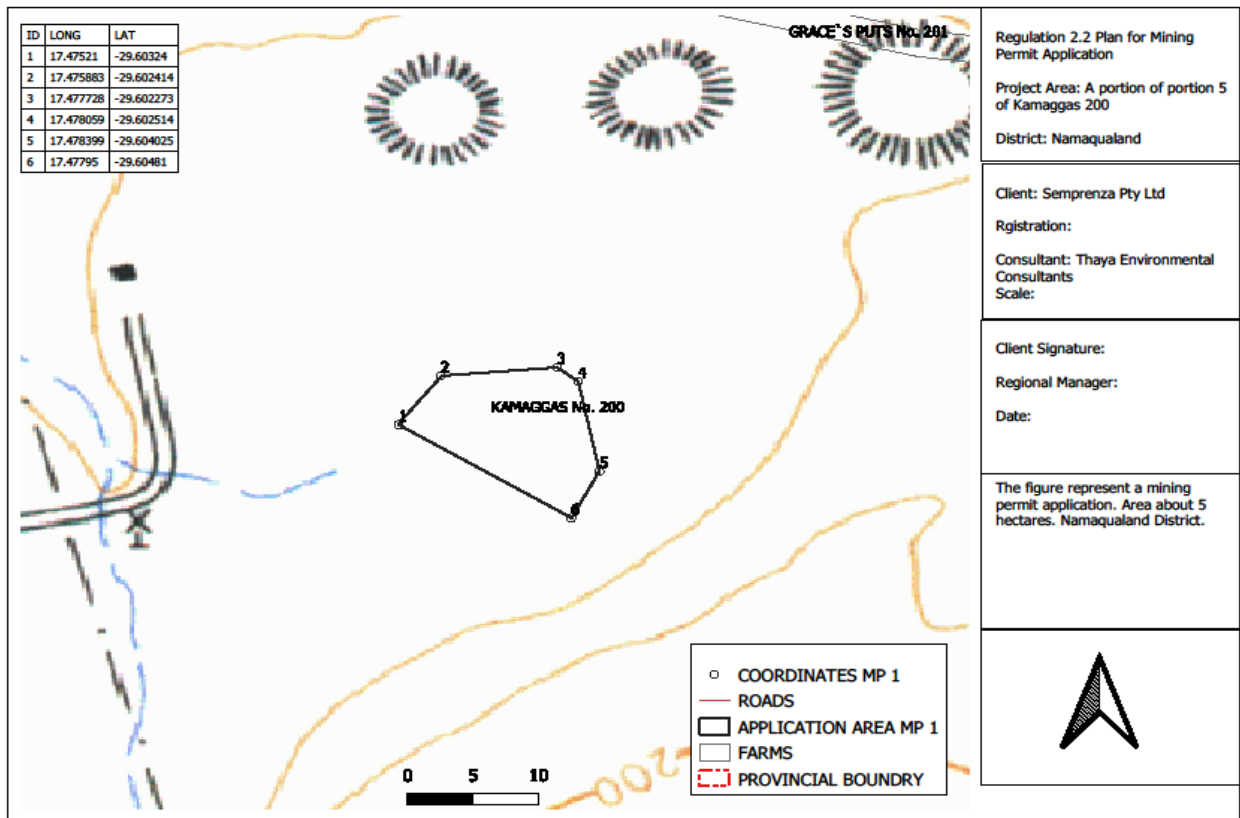 ID LONG LAT
1 17.47521 -29.60324
2 17.475883 -29.602414
3 17.477728 -29.602273
4 17.478059 -29.602514
5 17.478399 -29.604025
6 17.47795 -29.60481
GRACE`S PUTS No. 201
2
3
4
KAMAGGAS No. 200
1
5
6
-200
COORDINATES MP 1
ROADS
APPLICATION AREA MP 1
FARMS
PROVINCIAL BOUNDRY
0 5 10
Regulation 2.2 Plan for Mining
Permit Application
Project Area: A portion of portion 5
of Kamaggas 200
District: Namaqualand
Client: Semprenza Pty Ltd
Rgistration:
Consultant: Thaya Environmental
Consultants
Scale:
Client Signature:
Regional Manager:
Date:
The figure represent a mining
permit application. Area about 5
hectares. Namaqualand District.